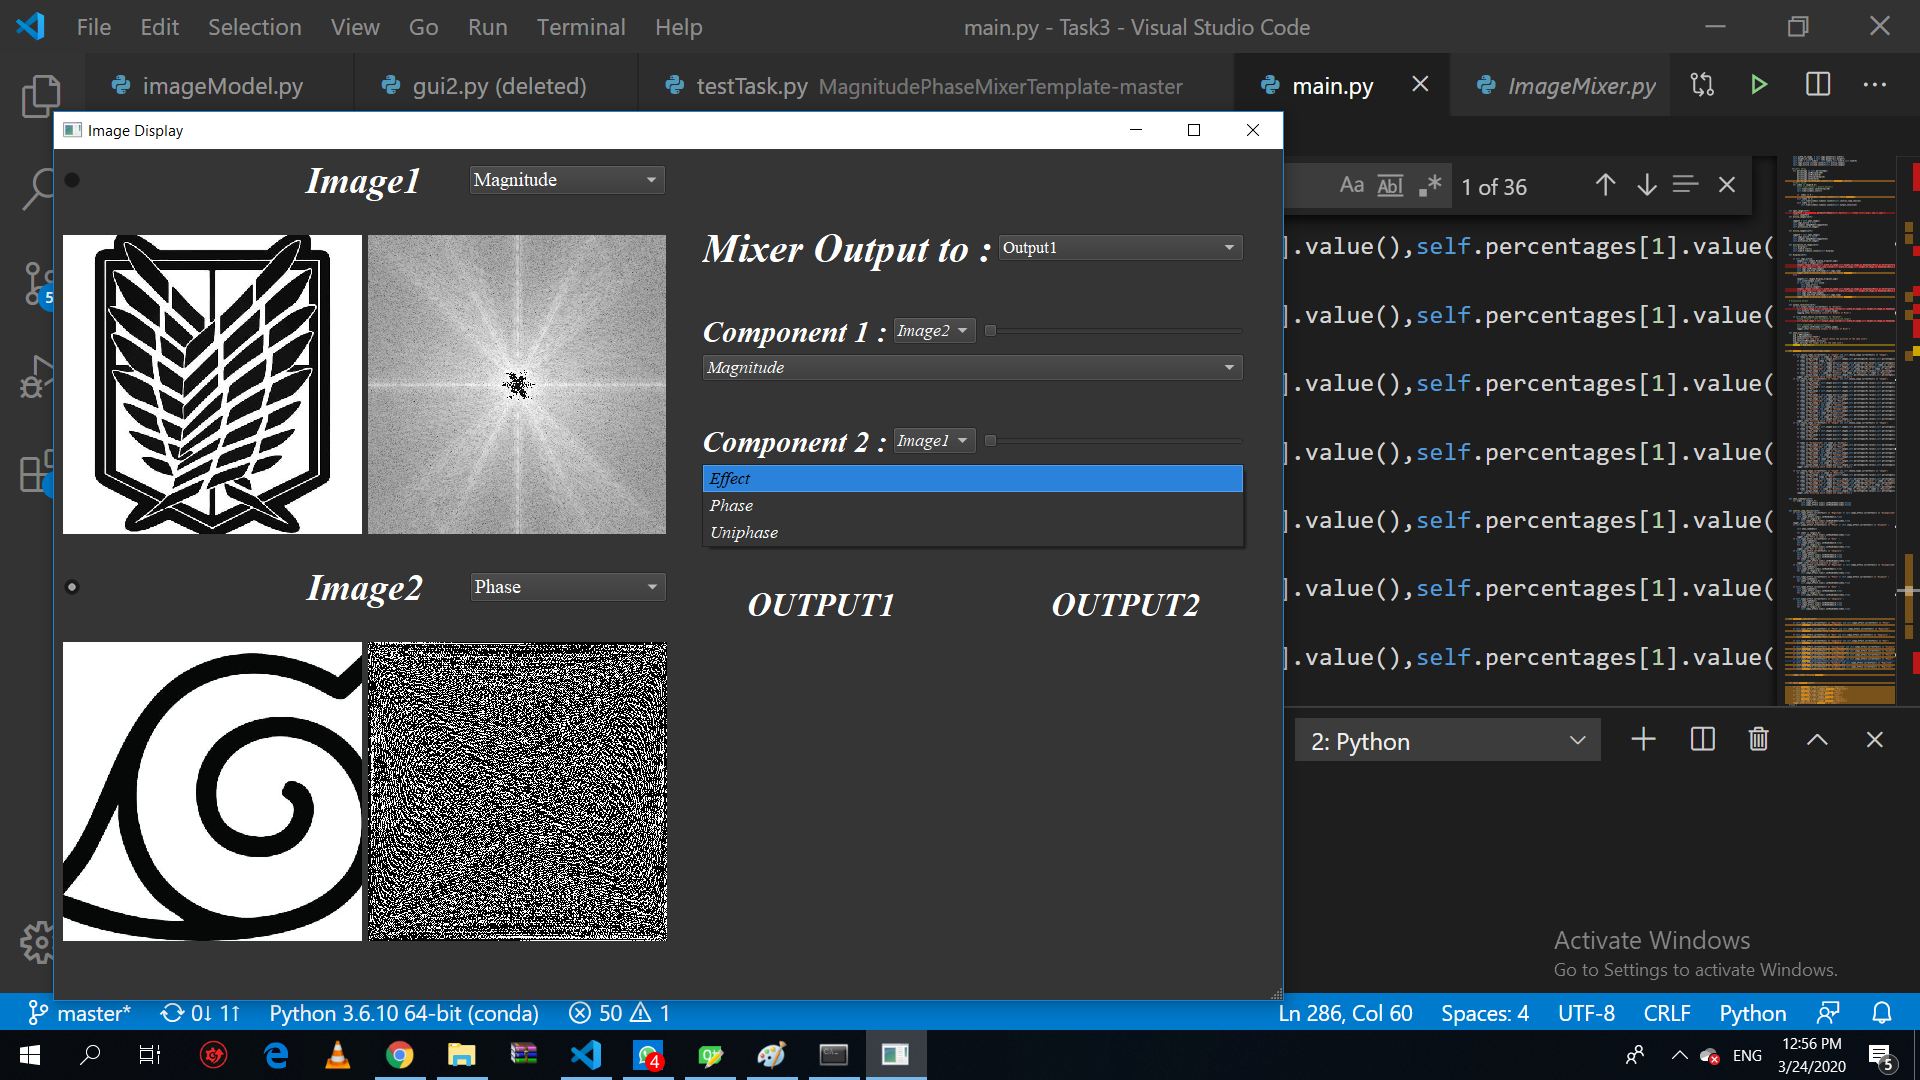 File Edit Selection View Go Run Terminal Help
main.py - Task3 - Visual Studio Code
imageModel.py
gui2.py (deleted)
testTask.py MagnitudePhaseMixerTemplate-master
main.py
ImageMixer.py
Image Display
Image1
Magnitude
Aa
Abl
1 of 36
Mixer Output to :
Output1
].value(),self.percentages[1].value(
Component 1 :
Image2
].value(),self.percentages[1].value(
Magnitude
].value(),self.percentages[1].value(
Component 2 :
Image1
].value(),self.percentages[1].value(
Effect
Phase
].value(),self.percentages[1].value(
Uniphase
Image2
Phase
].value(),self.percentages[1].value(
OUTPUT1
OUTPUT2
].value(),self.percentages[1].value(
2: Python
5
Activate Windows
Go to Settings to activate Windows.
master*
0↓ 1↑
Python 3.6.10 64-bit (conda)
50
1
Ln 286, Col 60
Spaces: 4
UTF-8
CRLF
Python
4
ENG
12:56 PM
3/24/2020
5